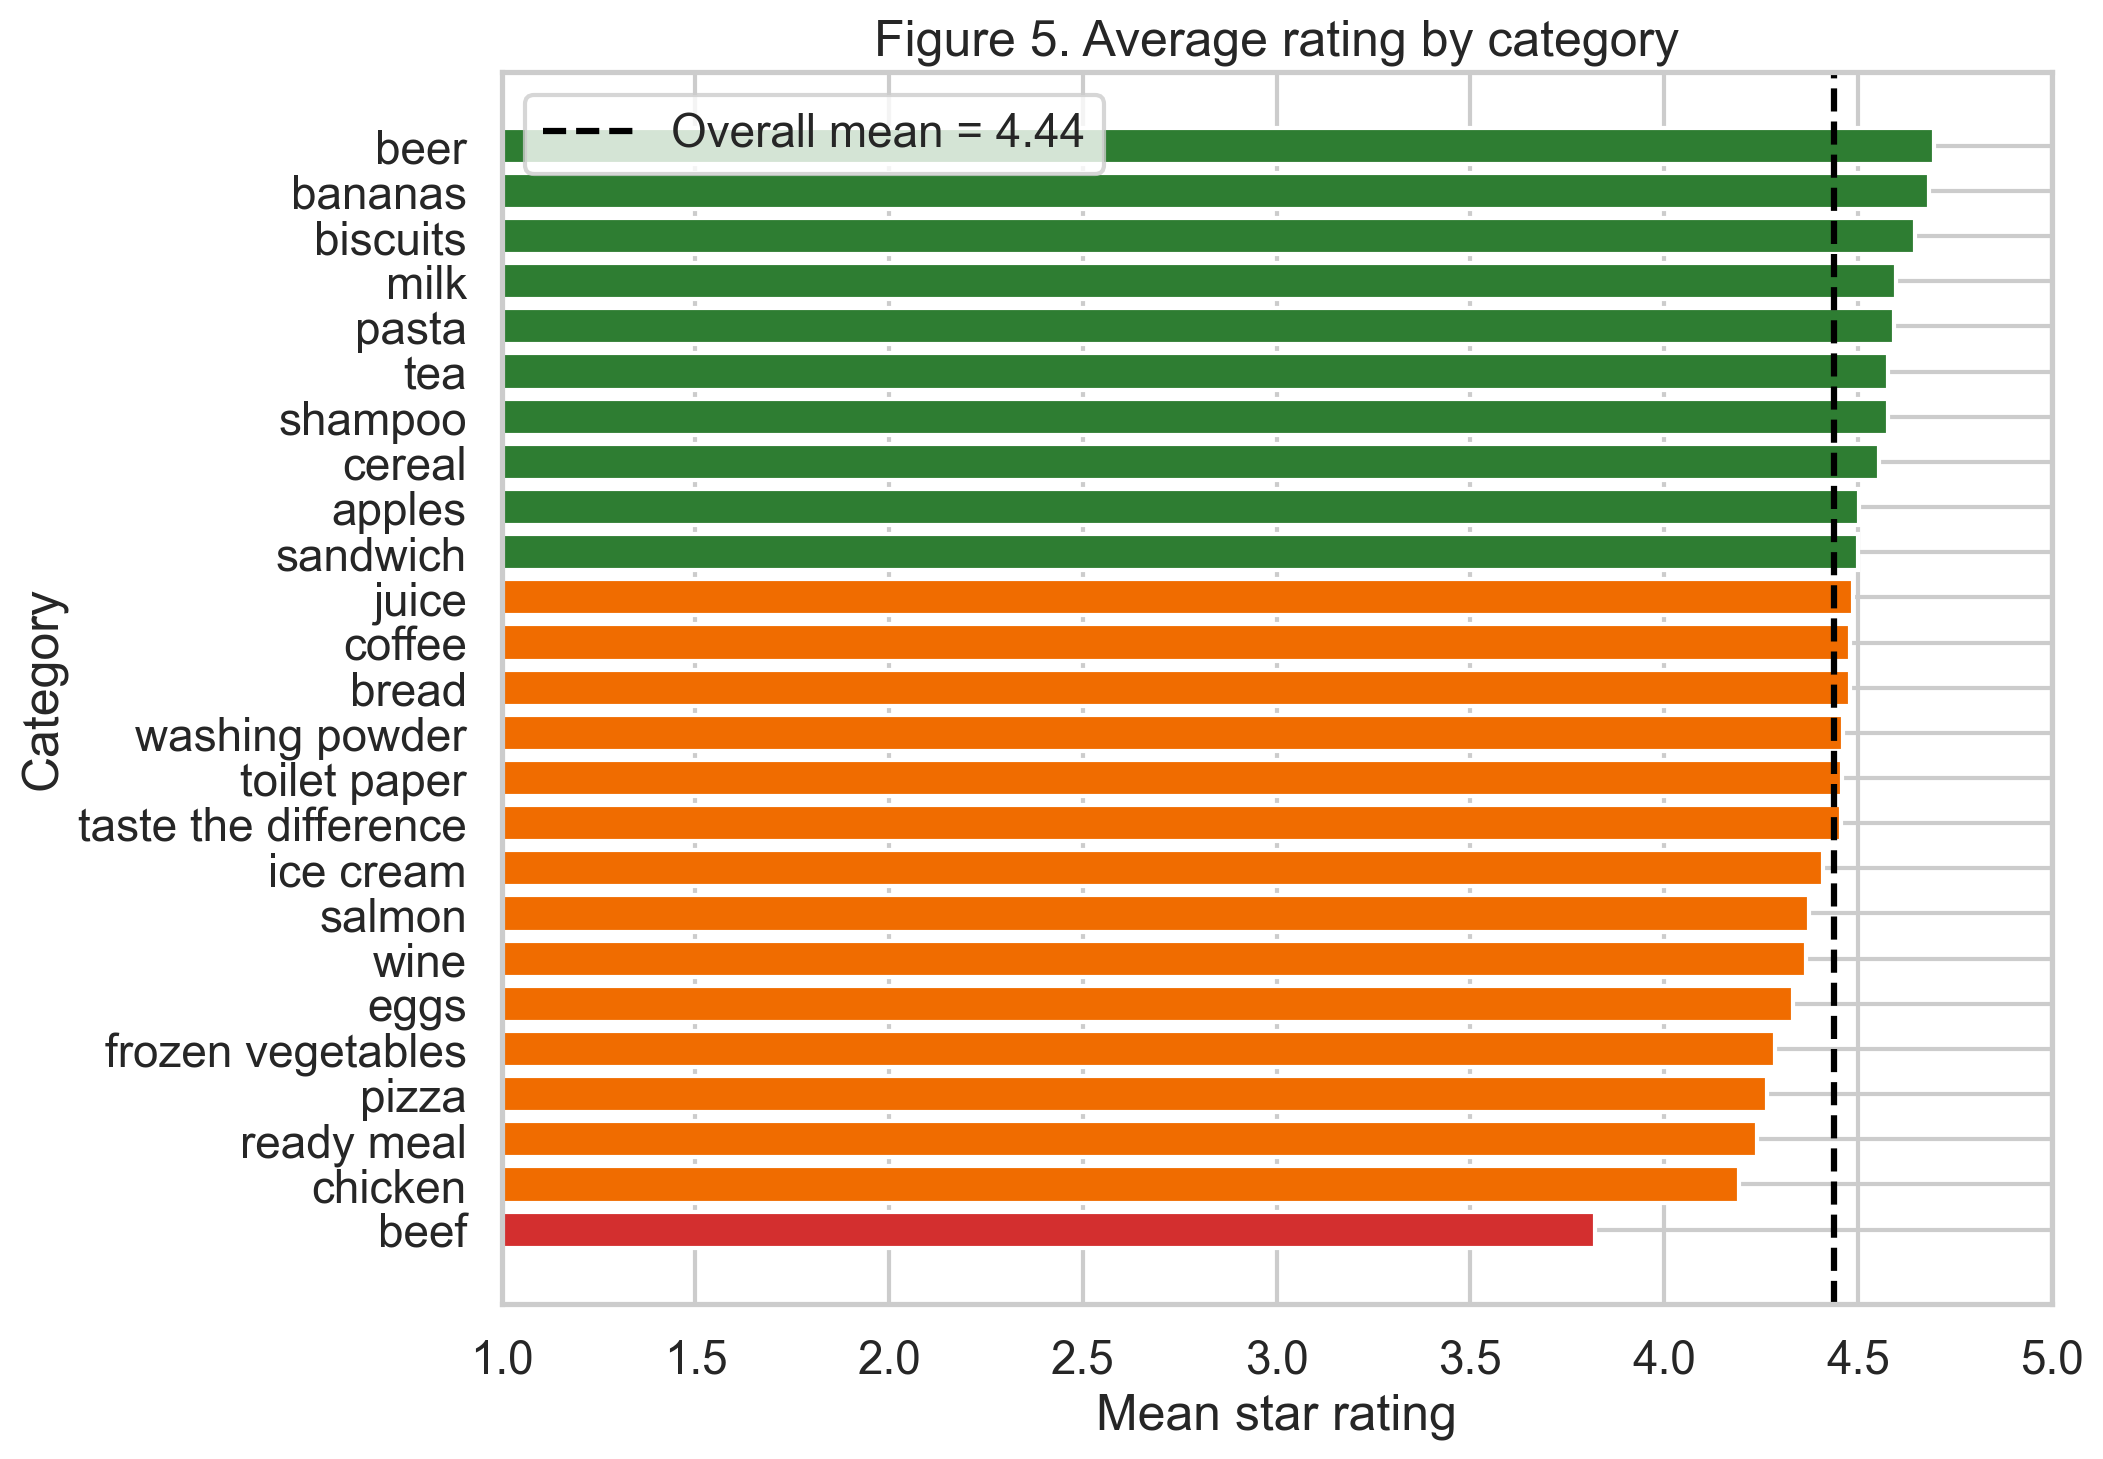 Figure 5. Average rating by category
Overall mean = 4.44
beer
bananas
biscuits
milk
pasta
tea
shampoo
cereal
apples
sandwich
juice
coffee
bread
washing powder
toilet paper
taste the difference
ice cream
salmon
wine
eggs
frozen vegetables
pizza
ready meal
chicken
beef
Category
1.0 1.5 2.0 2.5 3.0 3.5 4.0 4.5 5.0
Mean star rating